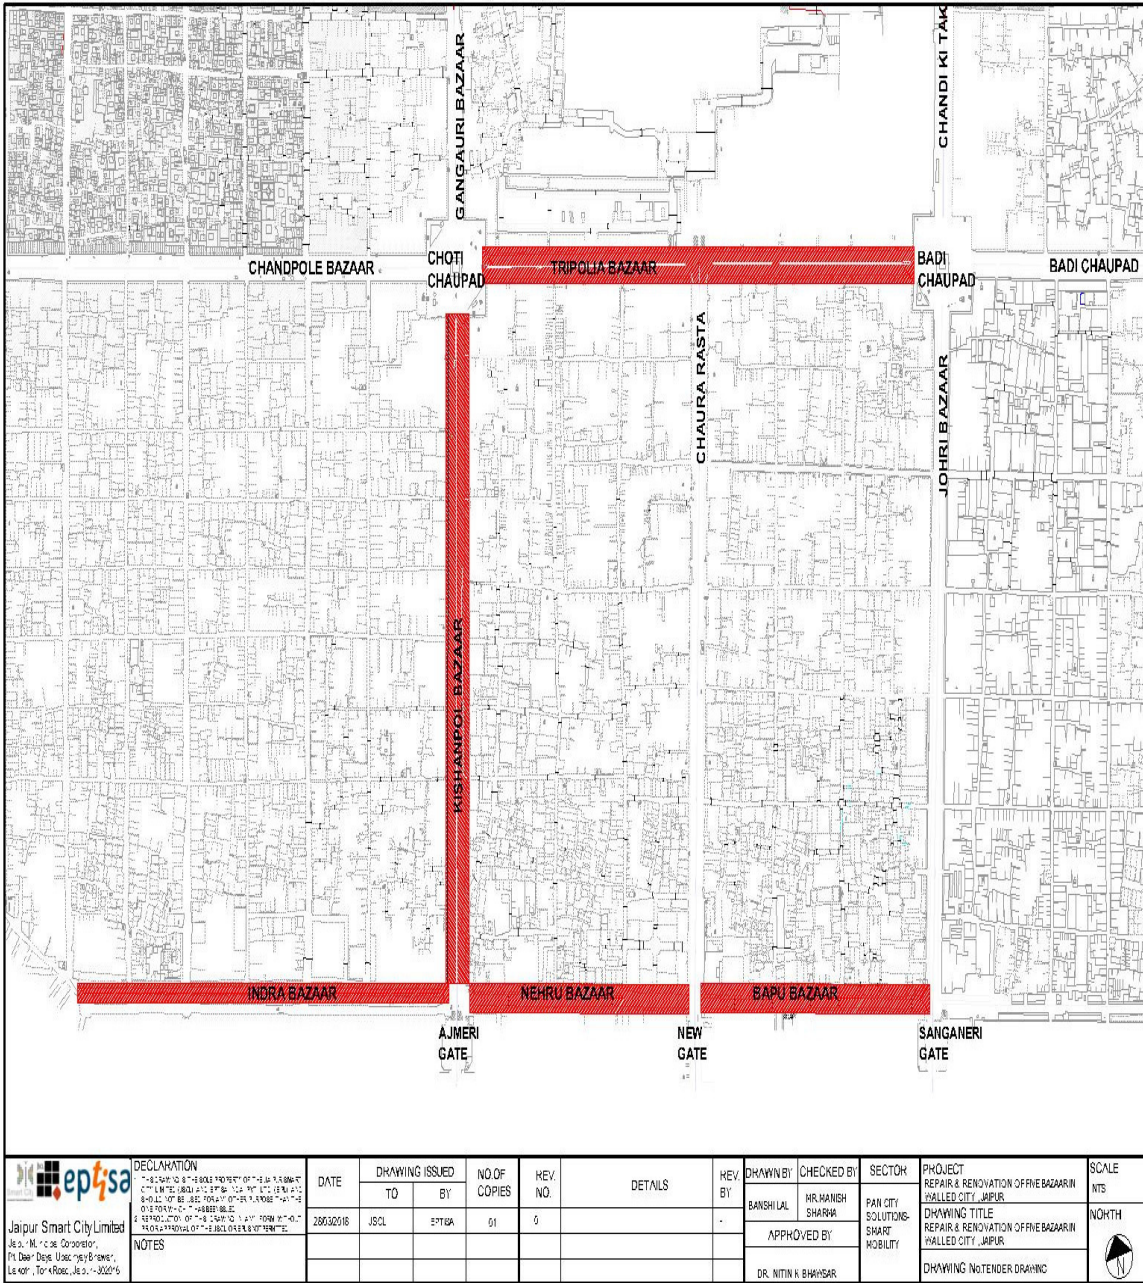 GANGAURI BAZAAR
CHANDI KI TAK
CHANDPOLE BAZAAR
CHOTI
CHAUPAD
TRIPOLIA BAZAAR
BADI
CHAUPAD
BADI CHAUPAD
CHAURA RASTA
JOHRI BAZAAR
KISHANPOL BAZAAR
INDRA BAZAAR
NEHRU BAZAAR
BAPU BAZAAR
AJMERI
GATE
NEW
GATE
SANGANERI
GATE
eptisa
Jaipur Smart City Limited
DECLARATION
NOTES
DATE
DRAWING ISSUED
TO
BY
NO.OF
COPIES
REV.
NO.
DETAILS
REV.
BY
JSCL
EPTISA
01
0
-
DRAWN BY
CHECKED BY
BANSHI LAL
MR.MANISH
SHARMA
APPROVED BY
DR. NITIN K BHAVSAR
SECTOR
PAN CITY
SOLUTIONS-
SMART
MOBILITY
PROJECT
REPAIR & RENOVATION OF FIVE BAZAAR IN
WALLED CITY , JAIPUR
DRAWING TITLE
REPAIR & RENOVATION OF FIVE BAZAAR IN
WALLED CITY , JAIPUR
DRAWING No:TENDER DRAWING
SCALE
NTS
NORTH
N